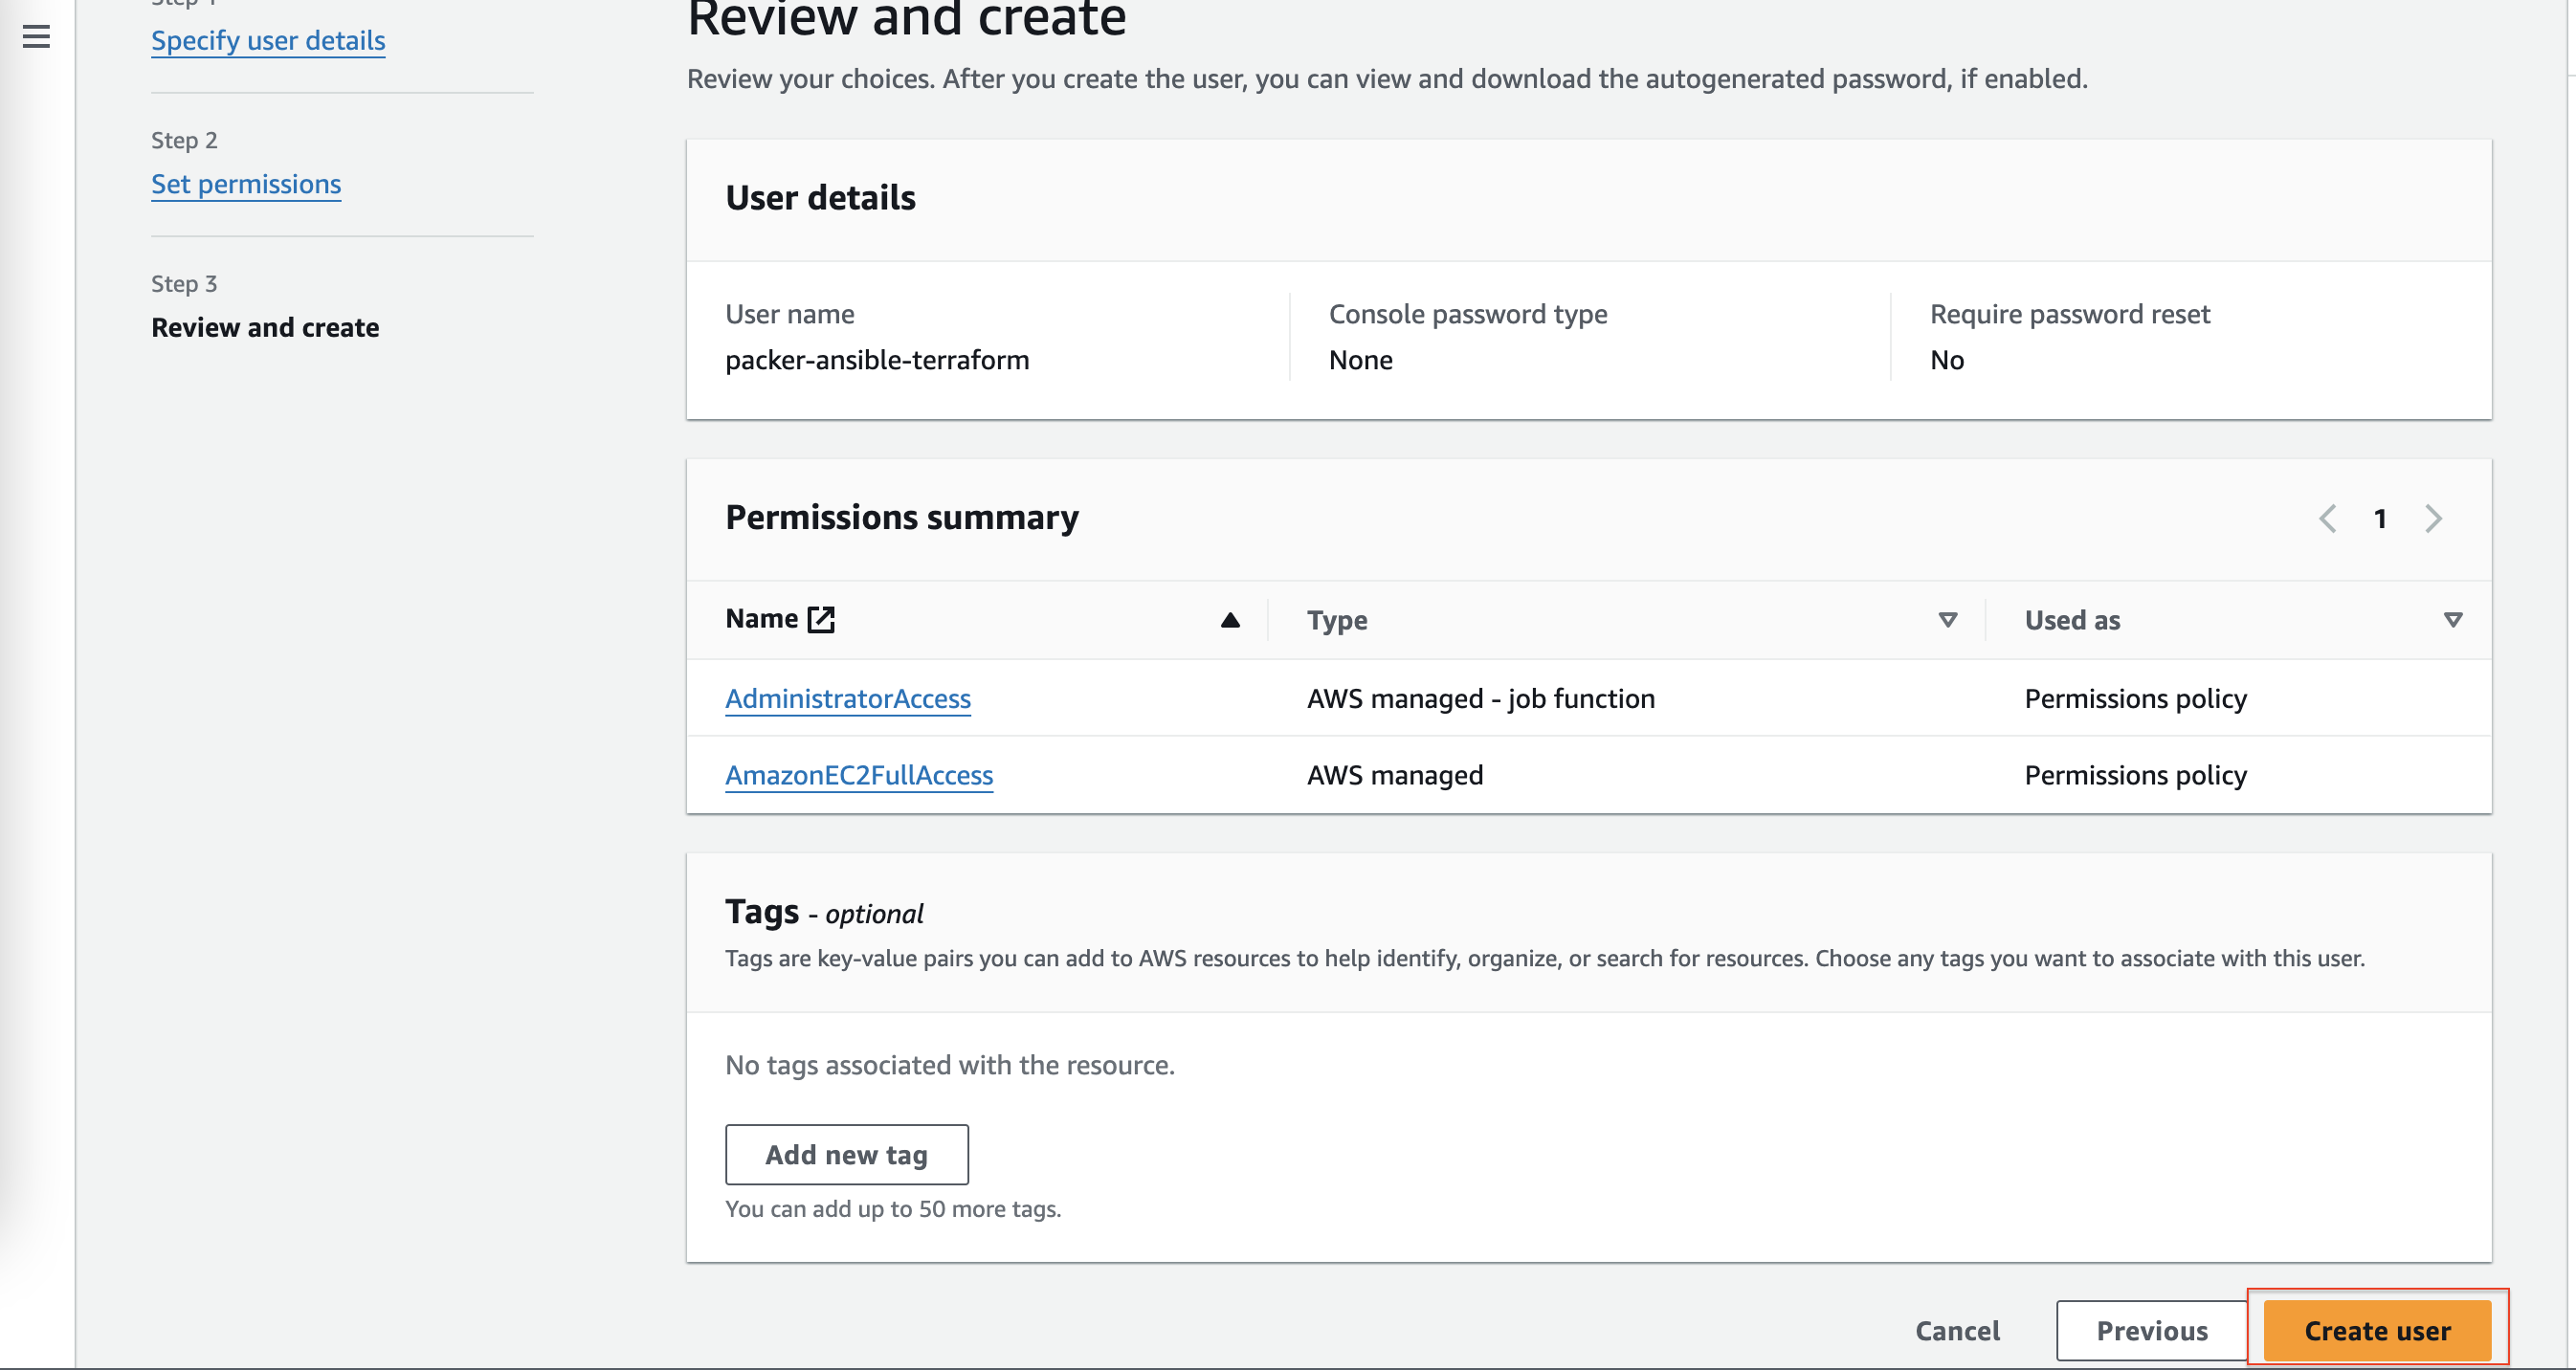 Step 1
Specify user details
Step 2
Set permissions
Step 3
Review and create
Review and create
Review your choices. After you create the user, you can view and download the autogenerated password, if enabled.
User details
User name
packer-ansible-terraform
Console password type
None
Require password reset
No
Permissions summary
1
Name Type Used as
AdministratorAccess AWS managed - job function Permissions policy
AmazonEC2FullAccess AWS managed Permissions policy
Tags - optional
Tags are key-value pairs you can add to AWS resources to help identify, organize, or search for resources. Choose any tags you want to associate with this user.
No tags associated with the resource.
Add new tag
You can add up to 50 more tags.
Cancel Previous Create user